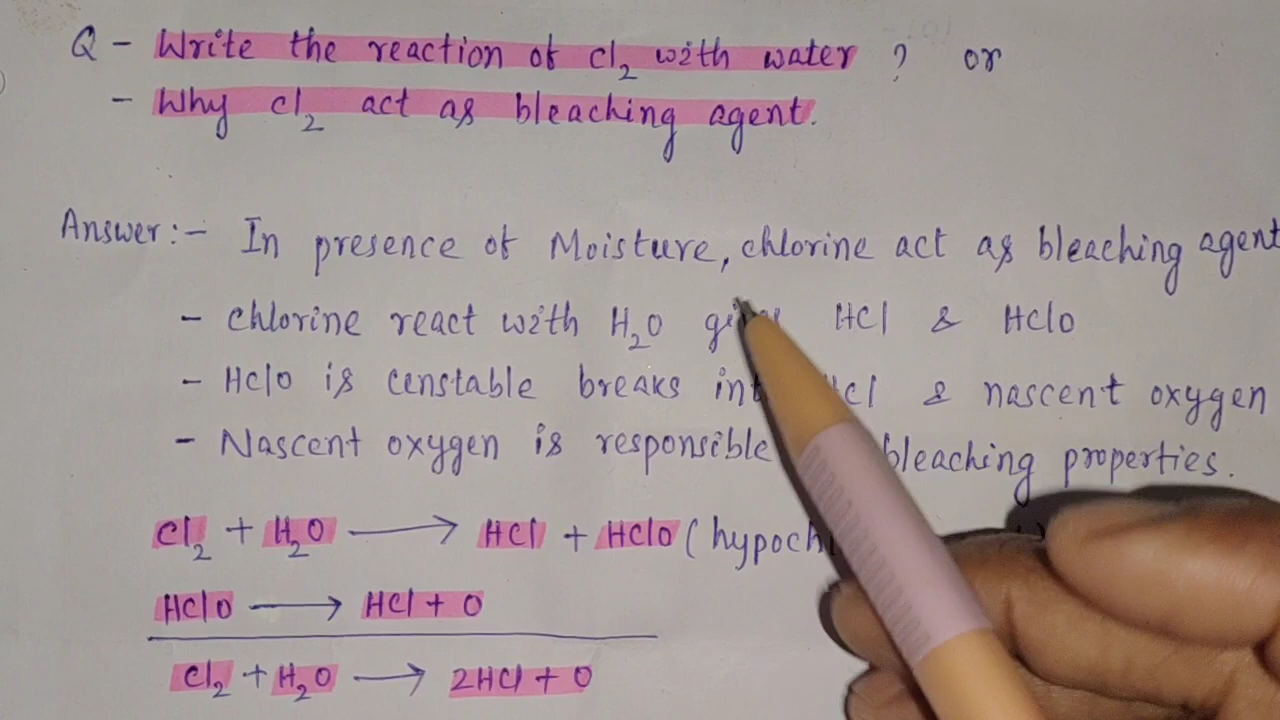 Q - Write the reaction of Cl2 with water ? or
- Why Cl2 act as bleaching agent.
Answer :- In presence of Moisture, chlorine act as bleaching agent
- chlorine react with H2O HCl & HClO
- HClO is censtable breaks HCl & nascent oxygen
- Nascent oxygen is responsible bleaching properties.
Cl2 + H2O → HCl + HClO (
HClO → HCl + O
Cl2 + H2O → 2HCl + O